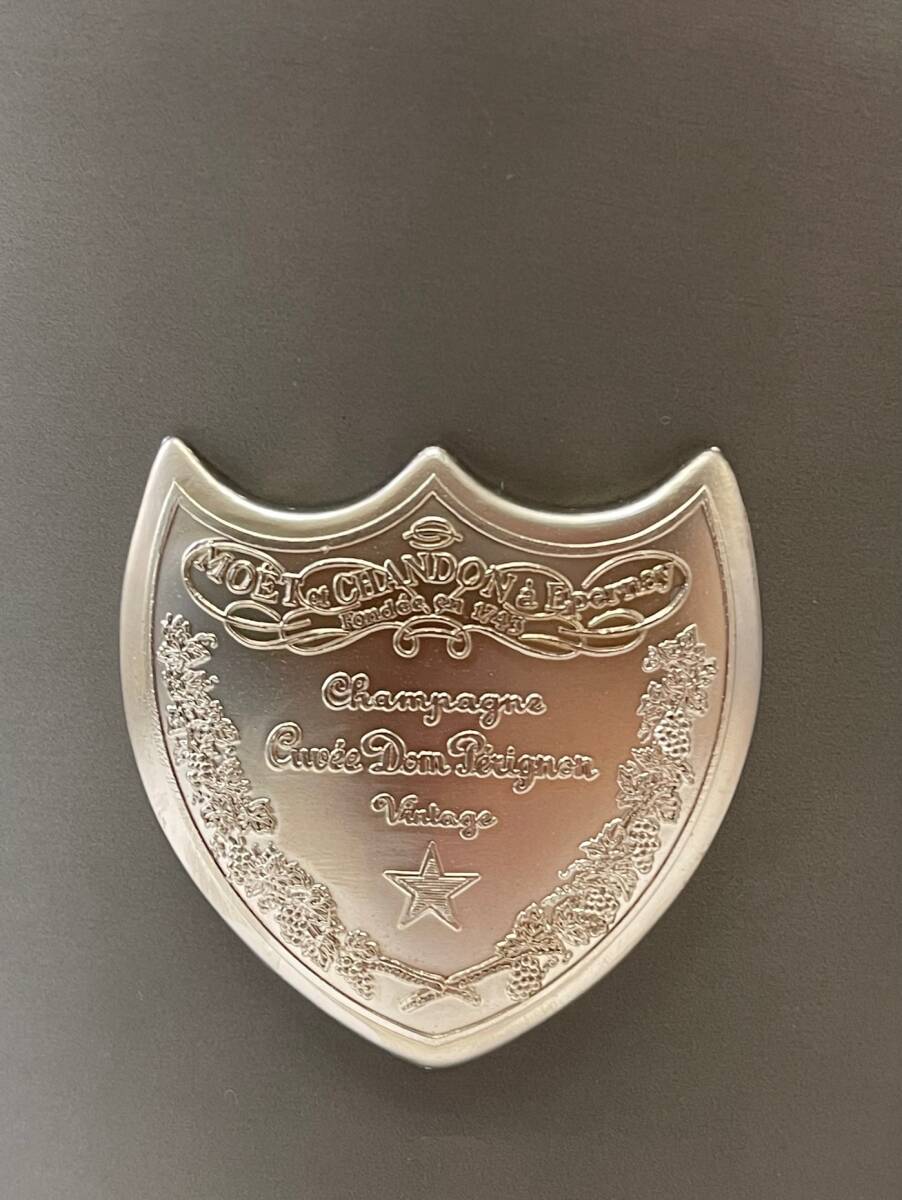 MOËT et CHANDON à Epernay
Fondée en 1743
Champagne
Cuvée Dom Pérignon
Vintage